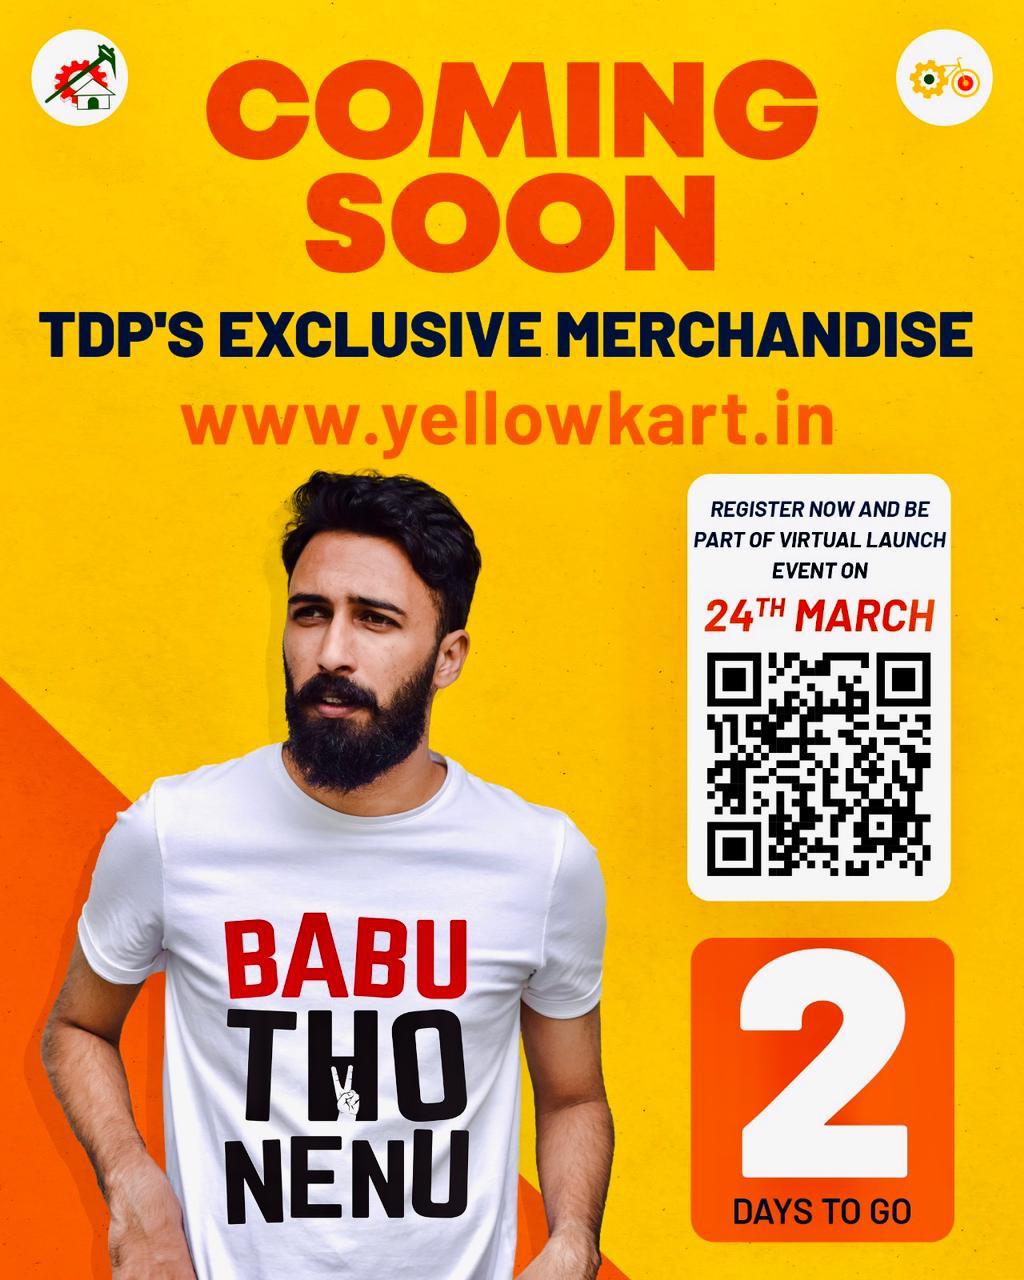 COMING
SOON
TDP'S EXCLUSIVE MERCHANDISE
www.yellowkart.in
REGISTER NOW AND BE
PART OF VIRTUAL LAUNCH
EVENT ON
24TH MARCH
BABU
THO
NENU
2
DAYS TO GO